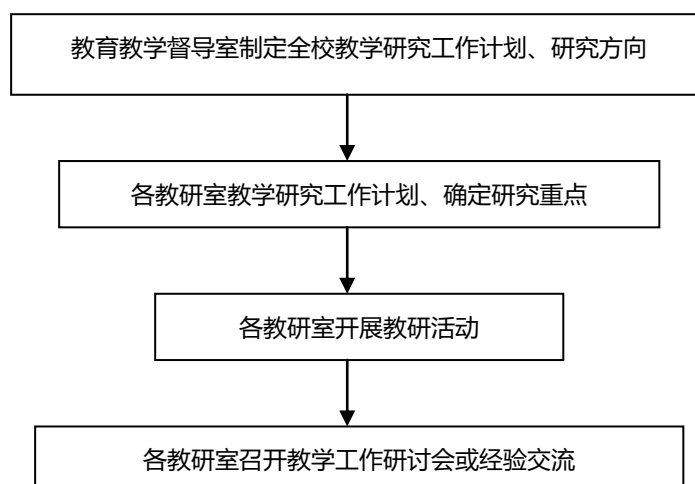 教育教学督导室制定全校教学研究工作计划、研究方向
各教研室教学研究工作计划、确定研究重点
各教研室开展教研活动
各教研室召开教学工作研讨会或经验交流